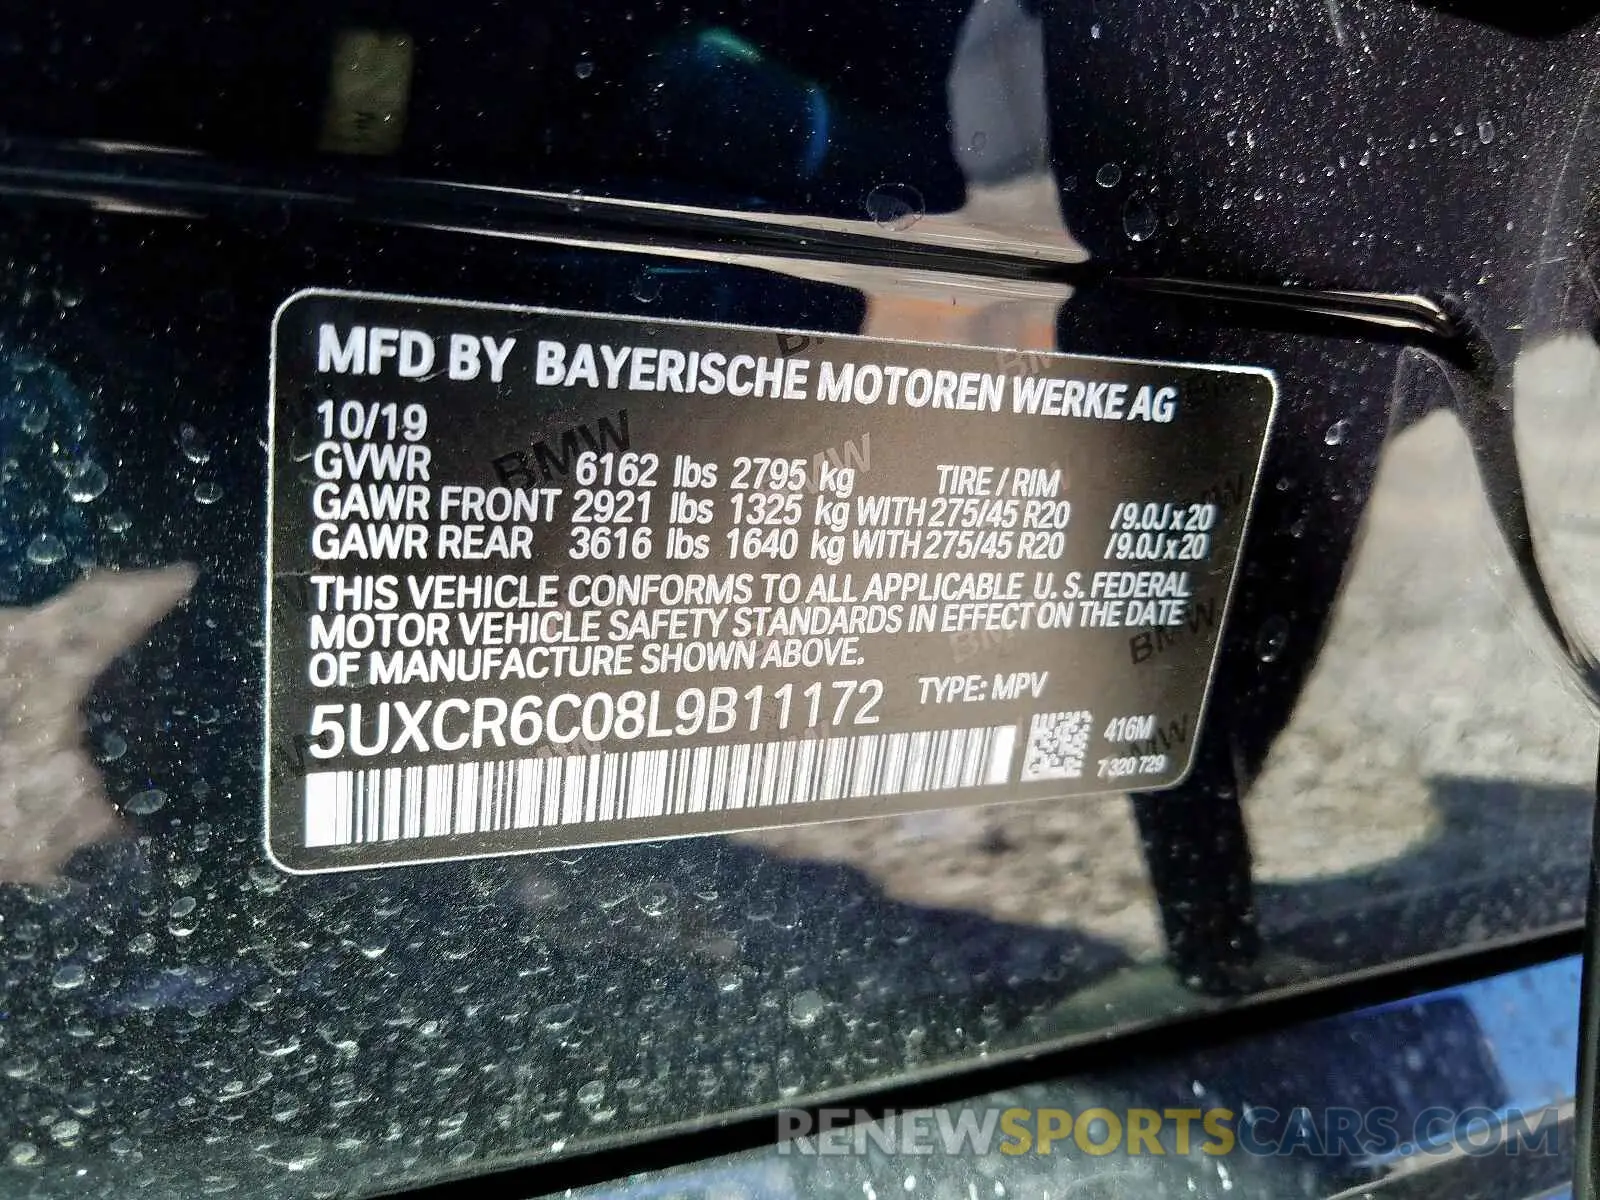 MFD BY BAYERISCHE MOTOREN WERKE AG
10/19
GVWR 6162 lbs 2795 kg TIRE / RIM
GAWR FRONT 2921 lbs 1325 kg WITH 275/45 R20 /9.0J x 20
GAWR REAR 3616 lbs 1640 kg WITH 275/45 R20 /9.0J x 20
THIS VEHICLE CONFORMS TO ALL APPLICABLE U. S. FEDERAL
MOTOR VEHICLE SAFETY STANDARDS IN EFFECT ON THE DATE
OF MANUFACTURE SHOWN ABOVE.
5UXCR6C08L9B11172 TYPE: MPV
416M
7 320 729
RENEWSPORTSCARS.COM